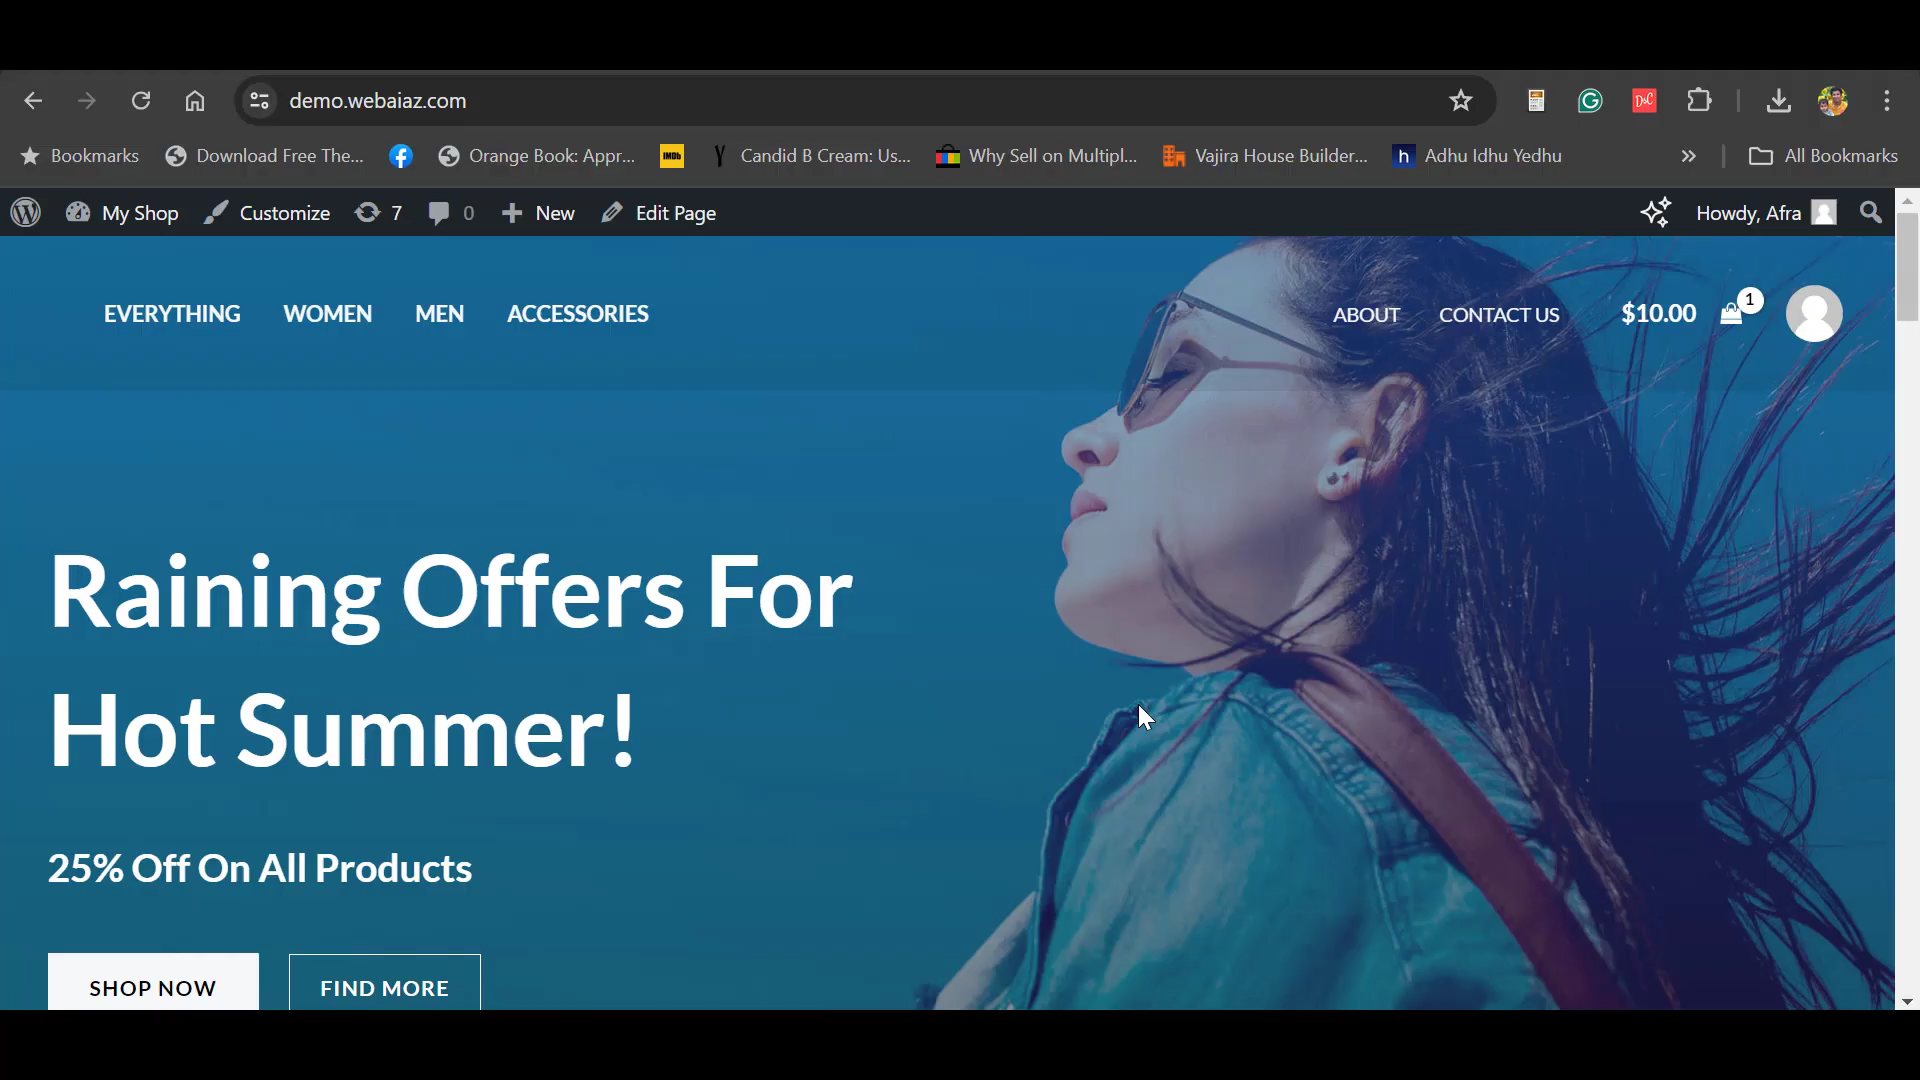 demo.webaiaz.com
Bookmarks Download Free The... Orange Book: Appr... IMDb Candid B Cream: Us... Why Sell on Multipl... Vajira House Builder... h Adhu Idhu Yedhu » All Bookmarks
My Shop Customize 7 0 New Edit Page Howdy, Afra
EVERYTHING WOMEN MEN ACCESSORIES ABOUT CONTACT US $10.00 1
Raining Offers For
Hot Summer!
25% Off On All Products
SHOP NOW FIND MORE